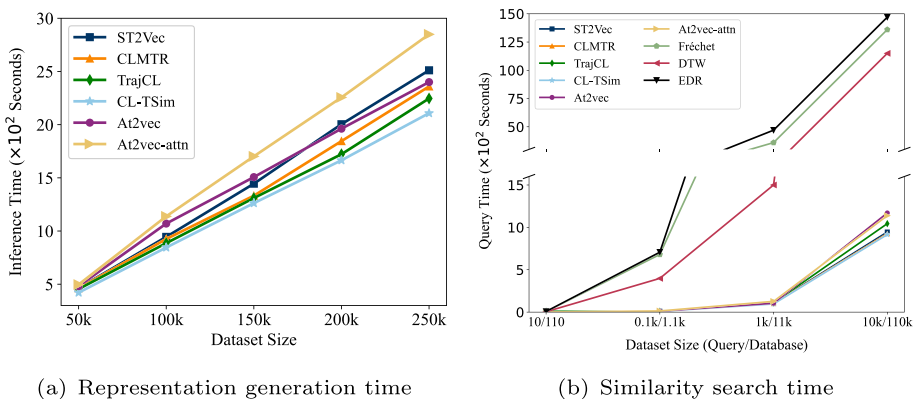 30
25
20
15
10
5
Inference Time (×10² Seconds)
ST2Vec
CLMTR
TrajCL
CL-TSim
At2vec
At2vec-attn
50k 100k 150k 200k 250k
Dataset Size
(a) Representation generation time
150
125
100
75
50
15
10
5
0
Query Time (×10² Seconds)
ST2Vec
CLMTR
TrajCL
CL-TSim
At2vec
At2vec-attn
Fréchet
DTW
EDR
10/110 0.1k/1.1k 1k/11k 10k/110k
Dataset Size (Query/Database)
(b) Similarity search time